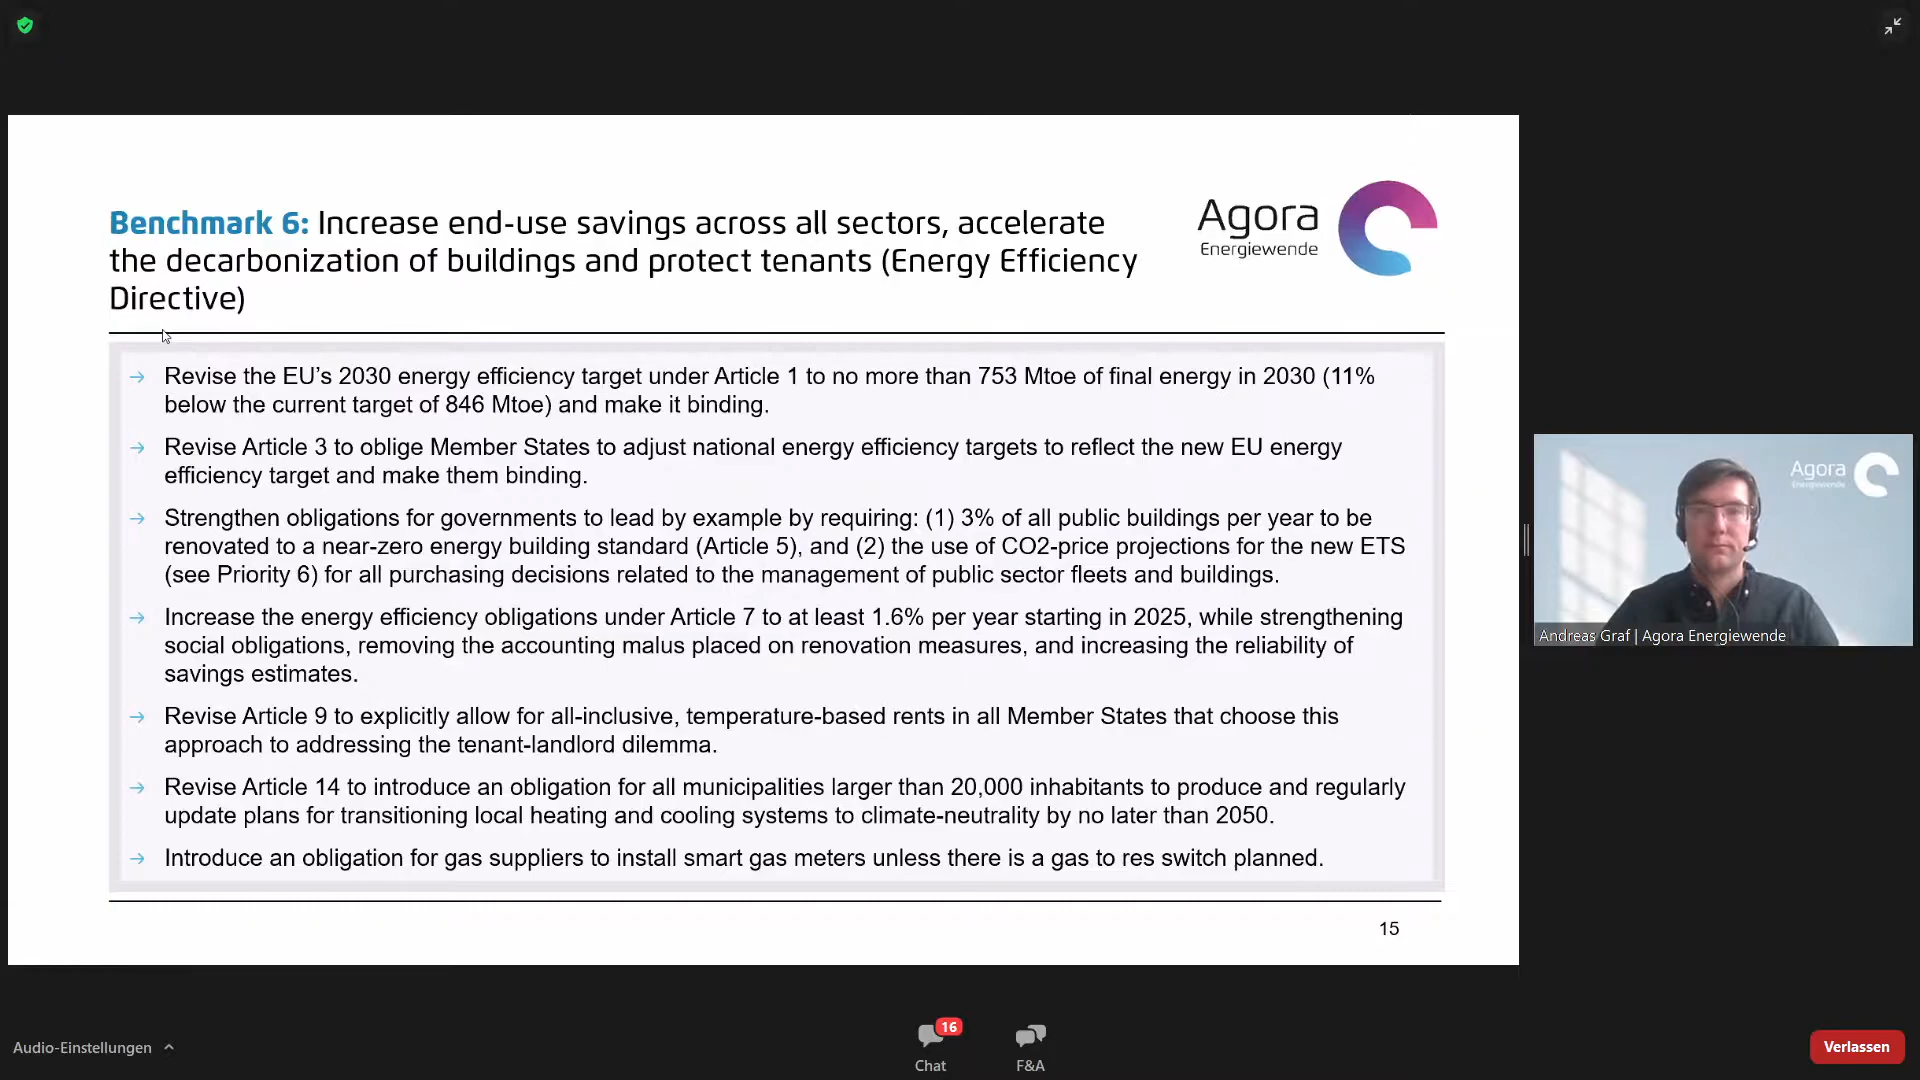 Benchmark 6: Increase end-use savings across all sectors, accelerate
the decarbonization of buildings and protect tenants (Energy Efficiency
Directive)
Agora
Energiewende
→ Revise the EU’s 2030 energy efficiency target under Article 1 to no more than 753 Mtoe of final energy in 2030 (11%
below the current target of 846 Mtoe) and make it binding.
→ Revise Article 3 to oblige Member States to adjust national energy efficiency targets to reflect the new EU energy
efficiency target and make them binding.
→ Strengthen obligations for governments to lead by example by requiring: (1) 3% of all public buildings per year to be
renovated to a near-zero energy building standard (Article 5), and (2) the use of CO2-price projections for the new ETS
(see Priority 6) for all purchasing decisions related to the management of public sector fleets and buildings.
→ Increase the energy efficiency obligations under Article 7 to at least 1.6% per year starting in 2025, while strengthening
social obligations, removing the accounting malus placed on renovation measures, and increasing the reliability of
savings estimates.
→ Revise Article 9 to explicitly allow for all-inclusive, temperature-based rents in all Member States that choose this
approach to addressing the tenant-landlord dilemma.
→ Revise Article 14 to introduce an obligation for all municipalities larger than 20,000 inhabitants to produce and regularly
update plans for transitioning local heating and cooling systems to climate-neutrality by no later than 2050.
→ Introduce an obligation for gas suppliers to install smart gas meters unless there is a gas to res switch planned.
15
Agora
Energiewende
Andreas Graf | Agora Energiewende
Audio-Einstellungen
16
Chat
F&A
Verlassen